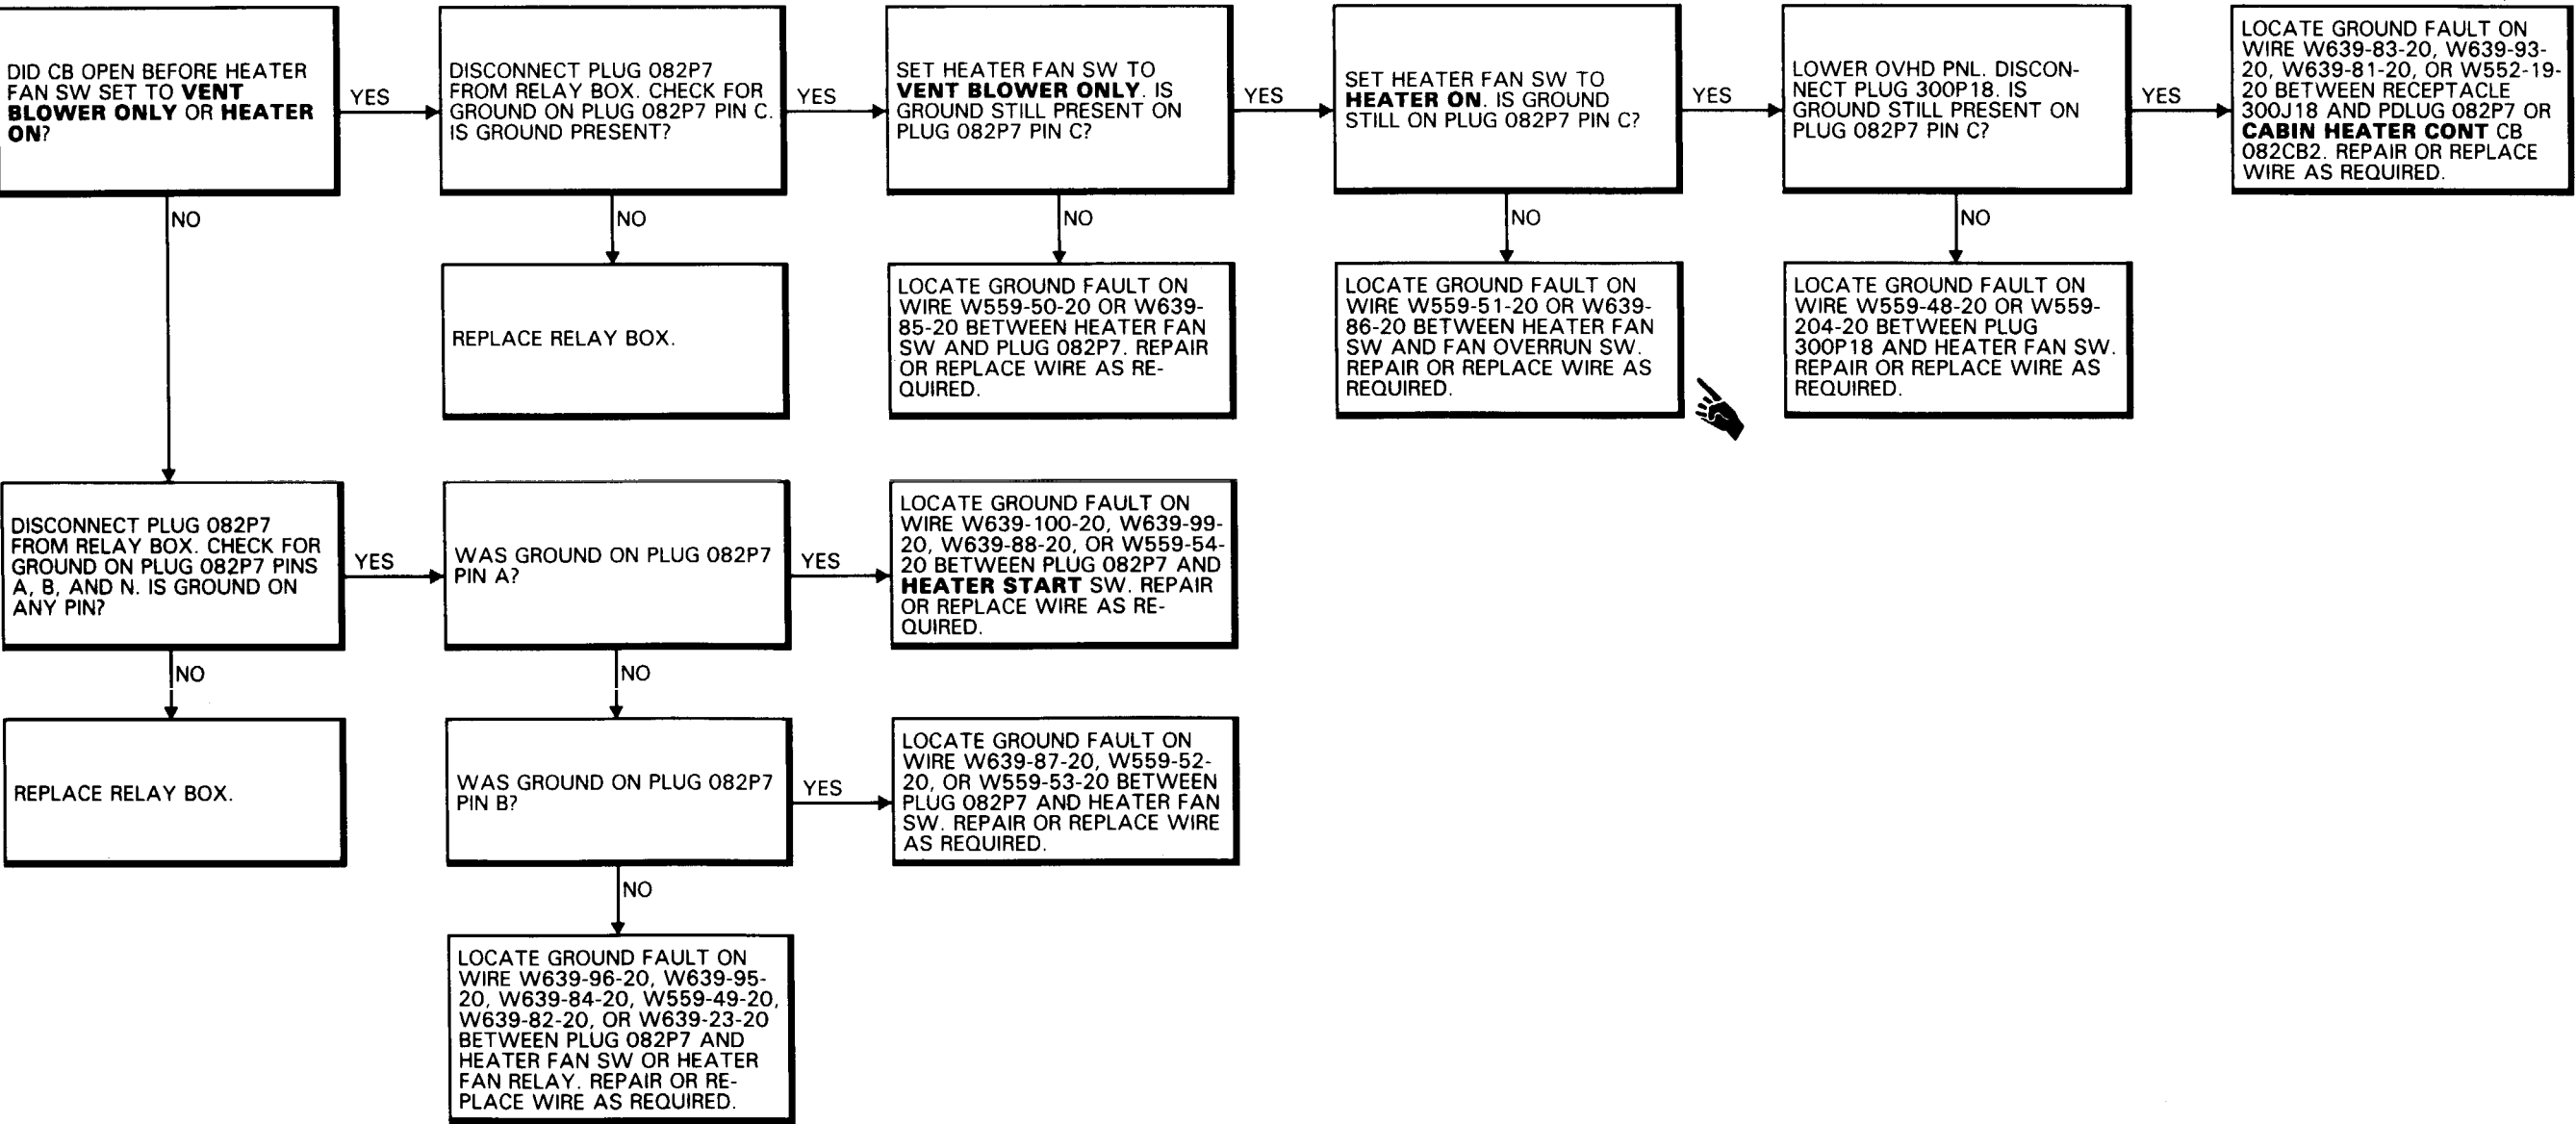 DID CB OPEN BEFORE HEATER
FAN SW SET TO VENT
BLOWER ONLY OR HEATER
ON?
YES
DISCONNECT PLUG 082P7
FROM RELAY BOX. CHECK FOR
GROUND ON PLUG 082P7 PIN C.
IS GROUND PRESENT?
YES
SET HEATER FAN SW TO
VENT BLOWER ONLY. IS
GROUND STILL PRESENT ON
PLUG 082P7 PIN C?
YES
SET HEATER FAN SW TO
HEATER ON. IS GROUND
STILL ON PLUG 082P7 PIN C?
YES
LOWER OVHD PNL. DISCON-
NECT PLUG 300P18. IS
GROUND STILL PRESENT ON
PLUG 082P7 PIN C?
YES
LOCATE GROUND FAULT ON
WIRE W639-83-20, W639-93-
20, W639-81-20, OR W552-19-
20 BETWEEN RECEPTACLE
300J18 AND PDLUG 082P7 OR
CABIN HEATER CONT CB
082CB2. REPAIR OR REPLACE
WIRE AS REQUIRED.
NO
NO
NO
NO
NO
REPLACE RELAY BOX.
LOCATE GROUND FAULT ON
WIRE W559-50-20 OR W639-
85-20 BETWEEN HEATER FAN
SW AND PLUG 082P7. REPAIR
OR REPLACE WIRE AS RE-
QUIRED.
LOCATE GROUND FAULT ON
WIRE W559-51-20 OR W639-
86-20 BETWEEN HEATER FAN
SW AND FAN OVERRUN SW.
REPAIR OR REPLACE WIRE AS
REQUIRED.
LOCATE GROUND FAULT ON
WIRE W559-48-20 OR W559-
204-20 BETWEEN PLUG
300P18 AND HEATER FAN SW.
REPAIR OR REPLACE WIRE AS
REQUIRED.
DISCONNECT PLUG 082P7
FROM RELAY BOX. CHECK FOR
GROUND ON PLUG 082P7 PINS
A, B, AND N. IS GROUND ON
ANY PIN?
YES
WAS GROUND ON PLUG 082P7
PIN A?
YES
LOCATE GROUND FAULT ON
WIRE W639-100-20, W639-99-
20, W639-88-20, OR W559-54-
20 BETWEEN PLUG 082P7 AND
HEATER START SW. REPAIR
OR REPLACE WIRE AS RE-
QUIRED.
NO
NO
REPLACE RELAY BOX.
WAS GROUND ON PLUG 082P7
PIN B?
YES
LOCATE GROUND FAULT ON
WIRE W639-87-20, W559-52-
20, OR W559-53-20 BETWEEN
PLUG 082P7 AND HEATER FAN
SW. REPAIR OR REPLACE WIRE
AS REQUIRED.
NO
LOCATE GROUND FAULT ON
WIRE W639-96-20, W639-95-
20, W639-84-20, W559-49-20,
W639-82-20, OR W639-23-20
BETWEEN PLUG 082P7 AND
HEATER FAN SW OR HEATER
FAN RELAY. REPAIR OR RE-
PLACE WIRE AS REQUIRED.